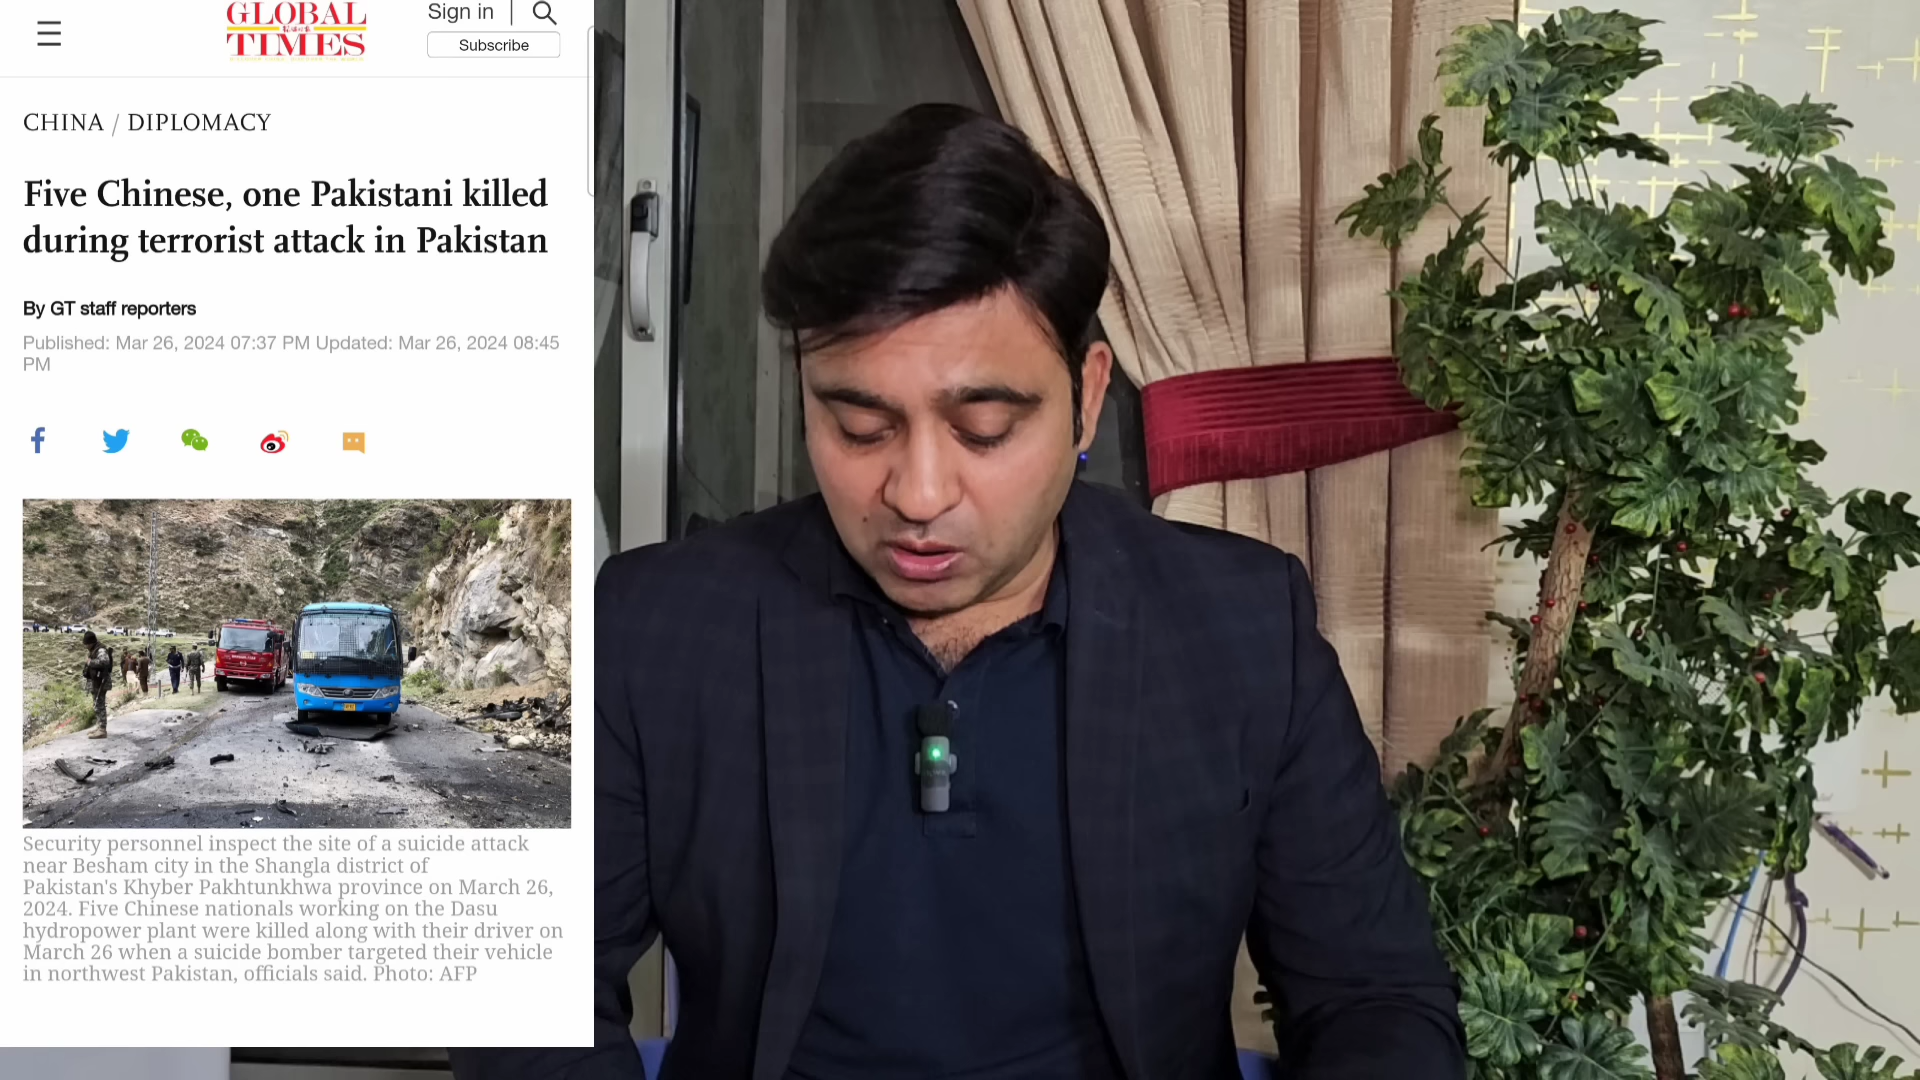 GLOBAL
TIMES
Sign in
Subscribe
CHINA / DIPLOMACY
Five Chinese, one Pakistani killed
during terrorist attack in Pakistan
By GT staff reporters
Published: Mar 26, 2024 07:37 PM Updated: Mar 26, 2024 08:45
PM
Security personnel inspect the site of a suicide attack
near Besham city in the Shangla district of
Pakistan's Khyber Pakhtunkhwa province on March 26,
2024. Five Chinese nationals working on the Dasu
hydropower plant were killed along with their driver on
March 26 when a suicide bomber targeted their vehicle
in northwest Pakistan, officials said. Photo: AFP